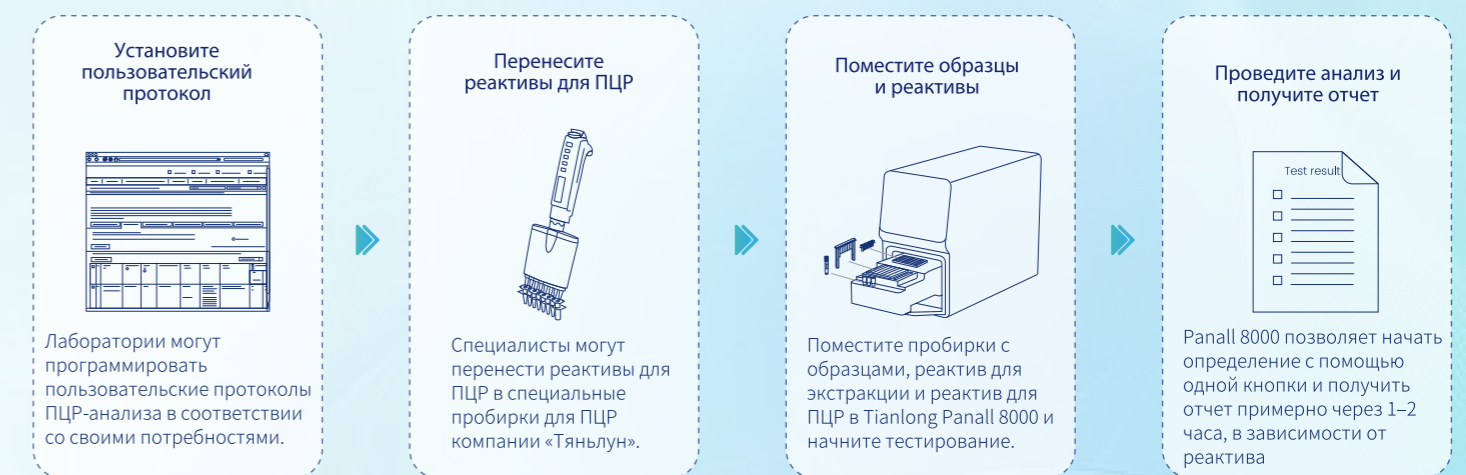 Установите
пользовательский
протокол
Лаборатории могут
программировать
пользовательские протоколы
ПЦР-анализа в соответствии
со своими потребностями.
Перенесите
реактивы для ПЦР
Специалисты могут
перенести реактивы для
ПЦР в специальные
пробирки для ПЦР
компании «Тяньлун».
Поместите образцы
и реактивы
Поместите пробирки с
образцами, реактив для
экстракции и реактив для
ПЦР в Tianlong Panall 8000 и
начните тестирование.
Проведите анализ и
получите отчет
Test result
Panall 8000 позволяет начать
определение с помощью
одной кнопки и получить
отчет примерно через 1–2
часа, в зависимости от
реактива